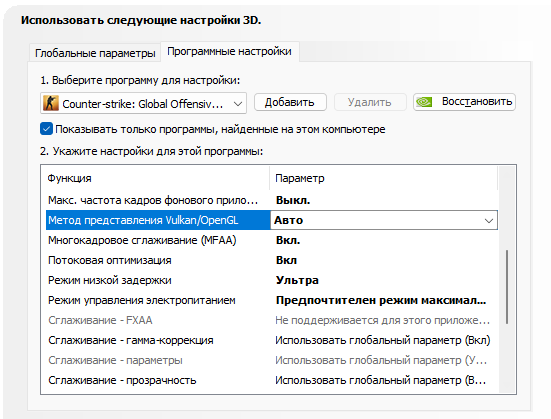 Использовать следующие настройки 3D.
Глобальные параметры Программные настройки
1. Выберите программу для настройки:
Counter-strike: Global Offensiv... Добавить Удалить Восстановить
Показывать только программы, найденные на этом компьютере
2. Укажите настройки для этой программы:
Функция Параметр
Макс. частота кадров фонового прило... Выкл.
Метод представления Vulkan/OpenGL Авто
Многокадровое сглаживание (MFAA) Вкл.
Потоковая оптимизация Вкл
Режим низкой задержки Ультра
Режим управления электропитанием Предпочтителен режим максимал...
Сглаживание - FXAA Не поддерживается для этого приложе...
Сглаживание - гамма-коррекция Использовать глобальный параметр (Вкл)
Сглаживание - параметры Использовать глобальный параметр (У...
Сглаживание - прозрачность Использовать глобальный параметр (В...